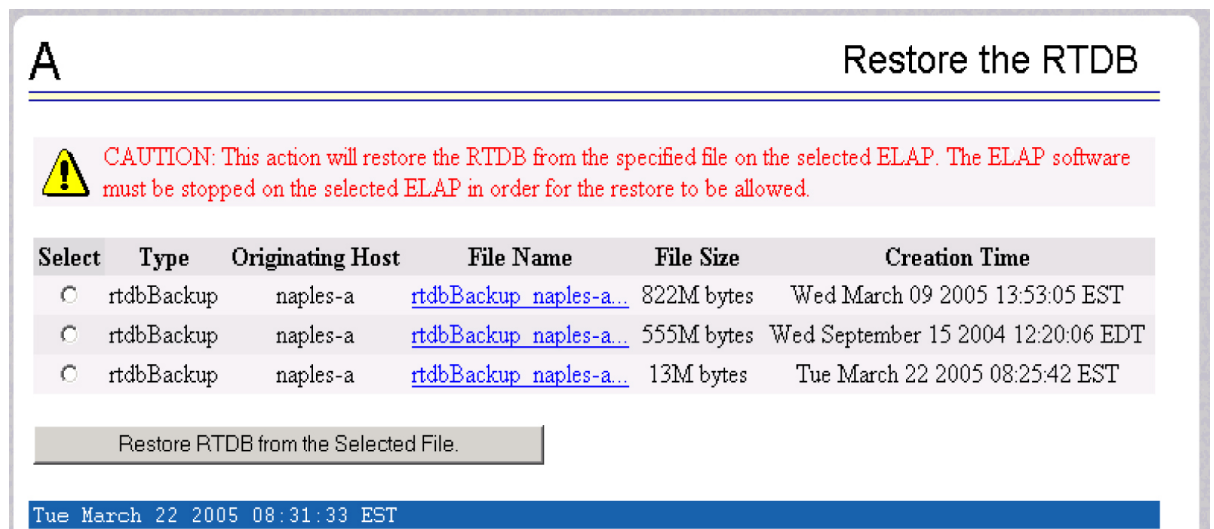 A Restore the RTDB
CAUTION: This action will restore the RTDB from the specified file on the selected ELAP. The ELAP software
must be stopped on the selected ELAP in order for the restore to be allowed.
Select Type Originating Host File Name File Size Creation Time
rtdbBackup naples-a rtdbBackup_naples-a... 822M bytes Wed March 09 2005 13:53:05 EST
rtdbBackup naples-a rtdbBackup_naples-a... 555M bytes Wed September 15 2004 12:20:06 EDT
rtdbBackup naples-a rtdbBackup_naples-a... 13M bytes Tue March 22 2005 08:25:42 EST
Restore RTDB from the Selected File.
Tue March 22 2005 08:31:33 EST